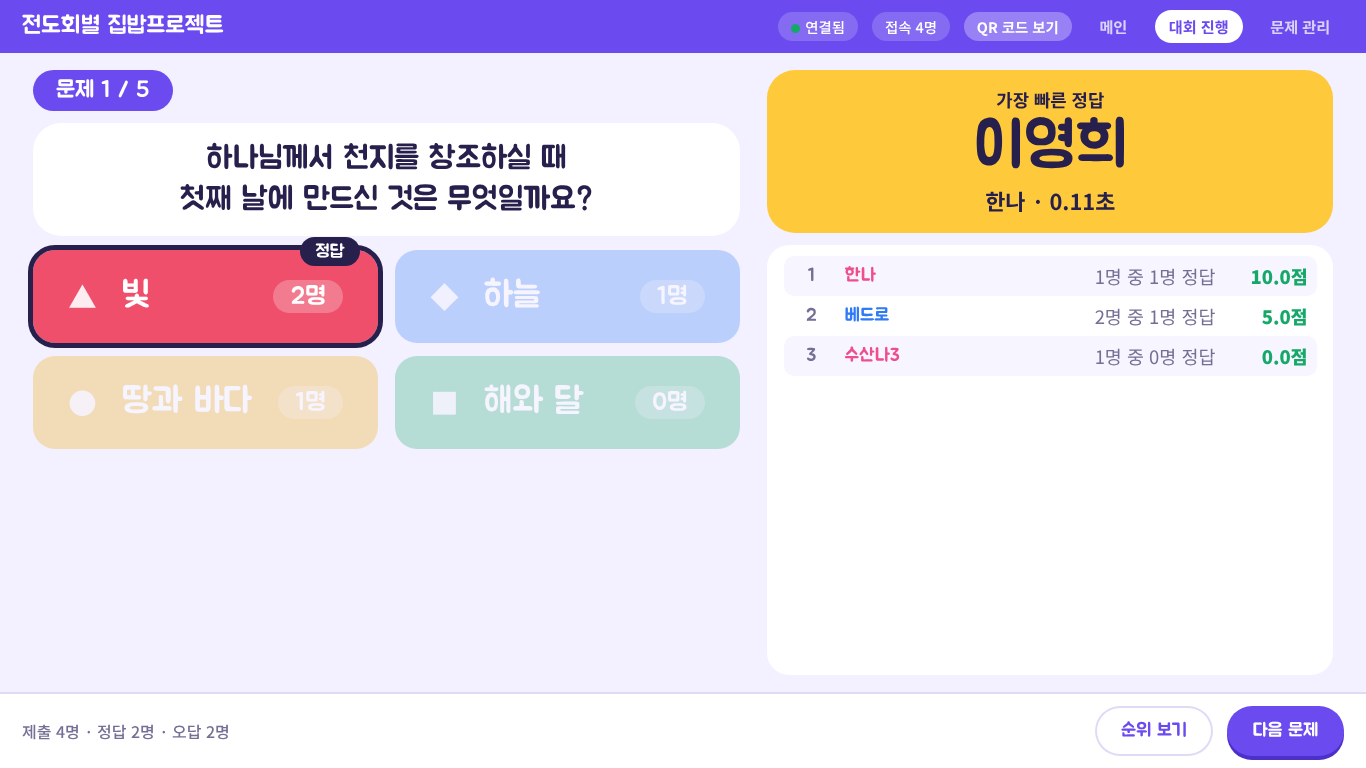 전도회별 집밥프로젝트
연결됨
접속 4명
QR 코드 보기
메인
대회 진행
문제 관리
문제 1 / 5
하나님께서 천지를 창조하실 때
첫째 날에 만드신 것은 무엇일까요?
정답
빛
2명
하늘
1명
땅과 바다
1명
해와 달
0명
가장 빠른 정답
이영희
한나 · 0.11초
1 한나 1명 중 1명 정답 10.0점
2 베드로 2명 중 1명 정답 5.0점
3 수산나3 1명 중 0명 정답 0.0점
제출 4명 · 정답 2명 · 오답 2명
순위 보기
다음 문제